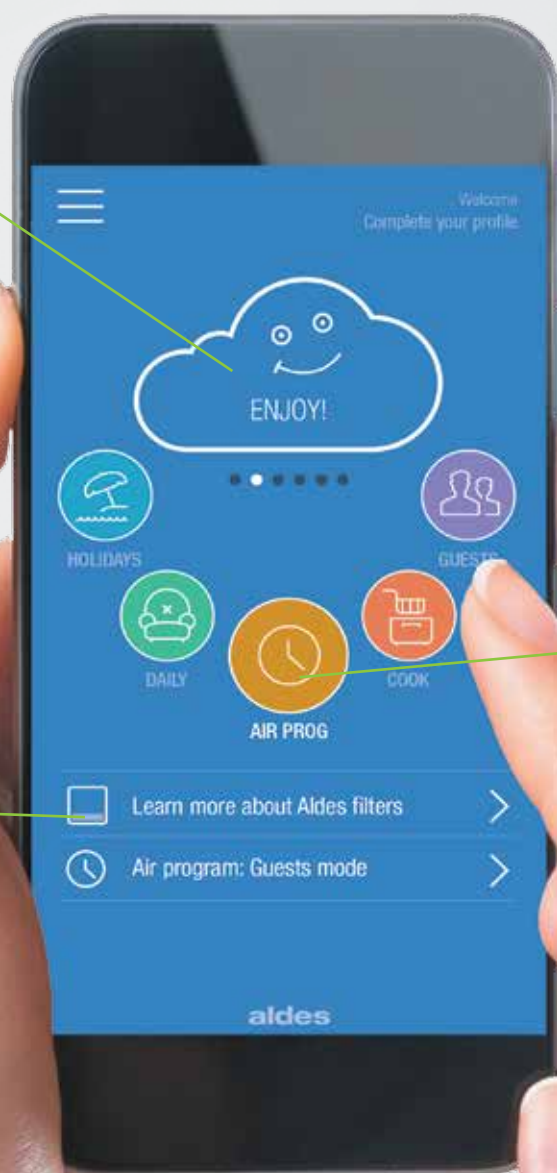 Welcome
Complete your profile
ENJOY!
HOLIDAYS
GUESTS
DAILY
COOK
AIR PROG
Learn more about Aldes filters
Air program: Guests mode
aldes